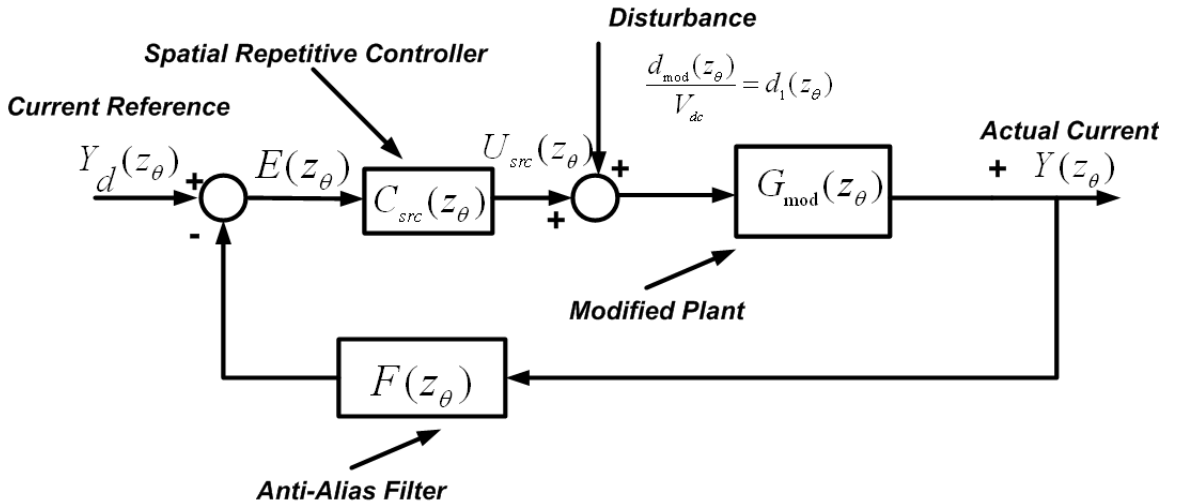 Disturbance
Spatial Repetitive Controller
d_mod(z_θ) / V_dc = d_1(z_θ)
Current Reference
Actual Current
Y_d(z_θ)
+
E(z_θ)
C_src(z_θ)
U_src(z_θ)
+
+
G_mod(z_θ)
+ Y(z_θ)
-
Modified Plant
F(z_θ)
Anti-Alias Filter